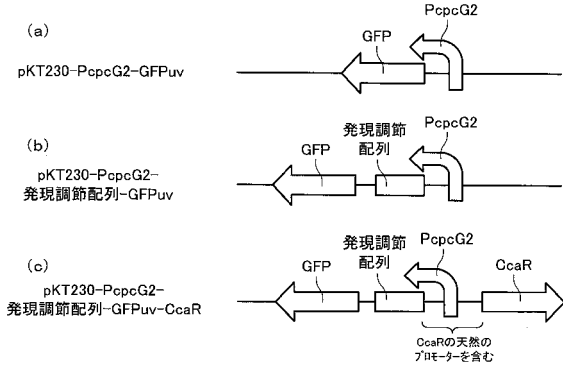 (a)
pKT230-PcpcG2-GFPuv
GFP
PcpcG2
(b)
pKT230-PcpcG2-
発現調節配列-GFPuv
GFP
発現調節
配列
PcpcG2
(c)
pKT230-PcpcG2-
発現調節配列-GFPuv-CcaR
GFP
発現調節
配列
PcpcG2
CcaR
CcaRの天然の
プロモーターを含む